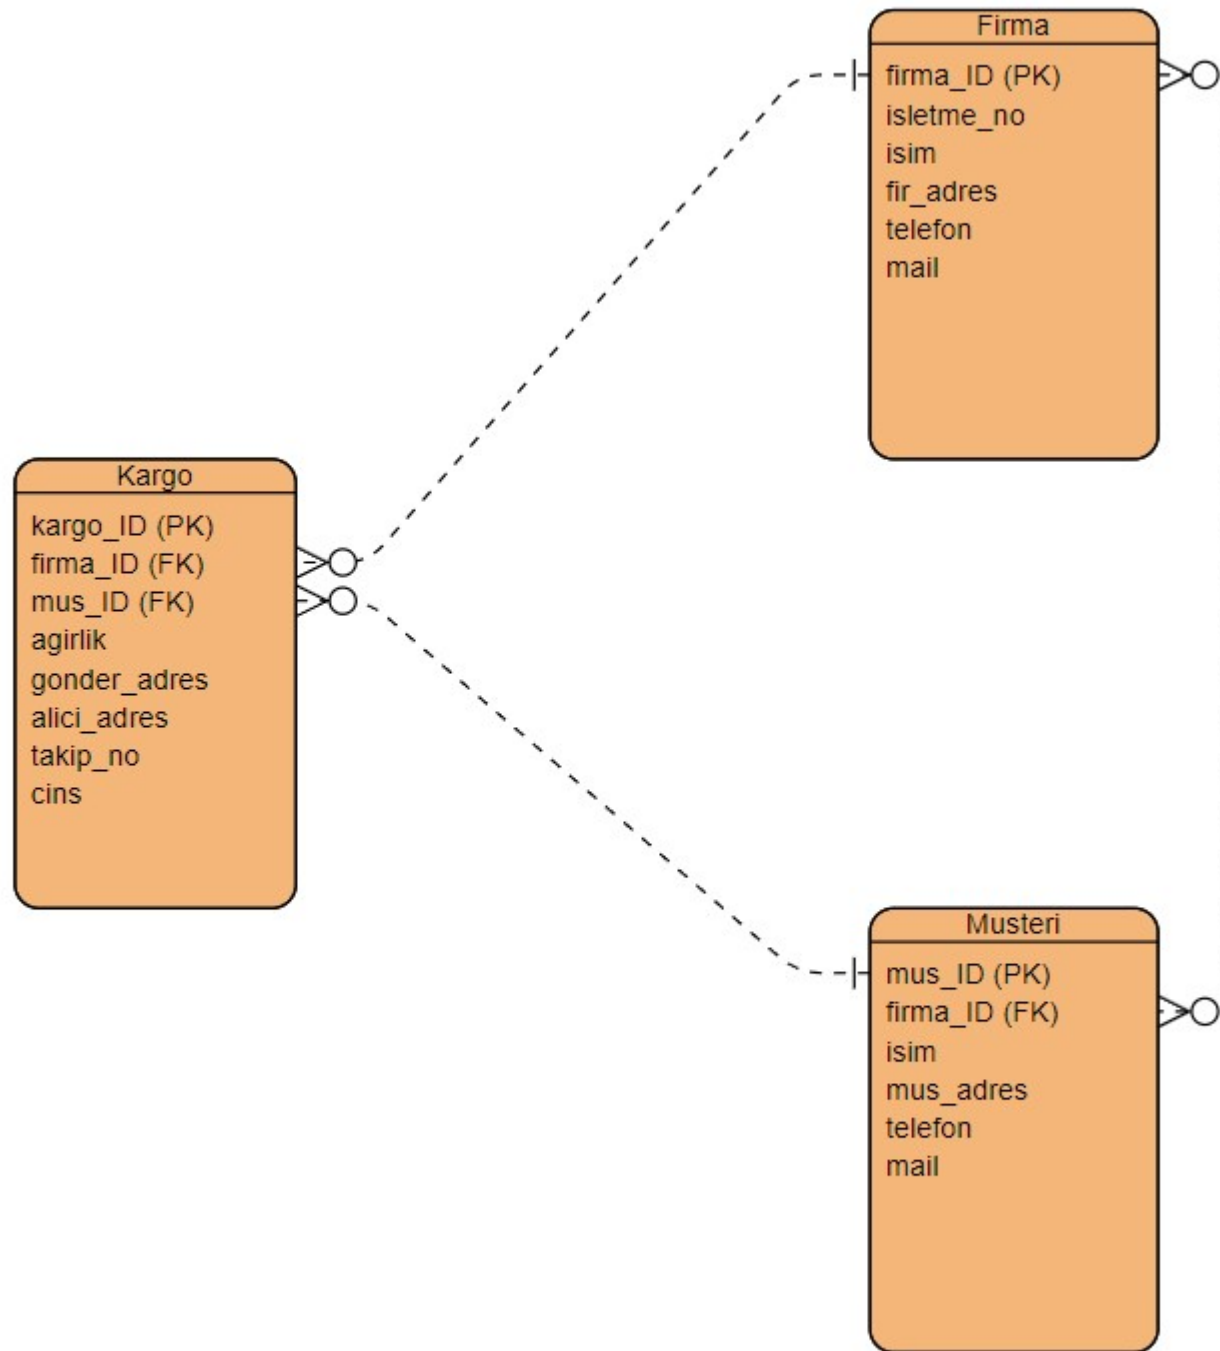 Firma
firma_ID (PK)
isletme_no
isim
fir_adres
telefon
mail
Kargo
kargo_ID (PK)
firma_ID (FK)
mus_ID (FK)
agirlik
gonder_adres
alici_adres
takip_no
cins
Musteri
mus_ID (PK)
firma_ID (FK)
isim
mus_adres
telefon
mail